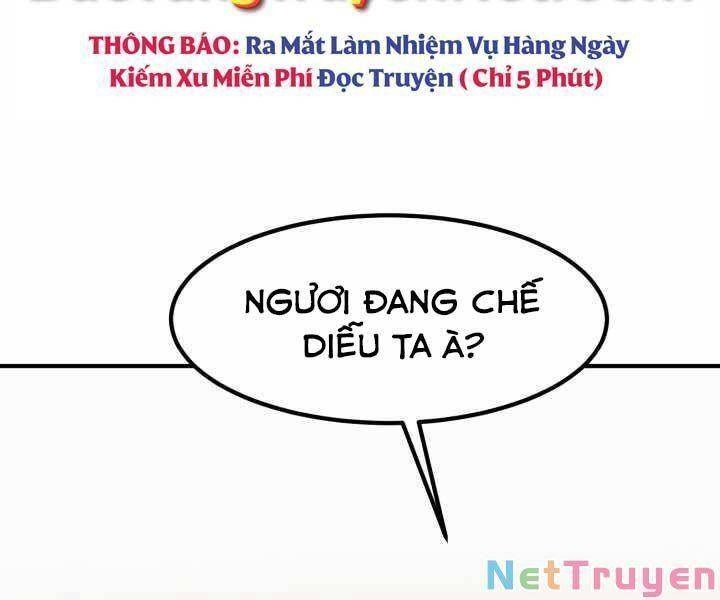 THÔNG BÁO: Ra Mắt Làm Nhiệm Vụ Hàng Ngày
Kiếm Xu Miễn Phí Đọc Truyện ( Chỉ 5 Phút)
NGƯƠI ĐANG CHẾ
DIỄU TA À?
NetTruyen